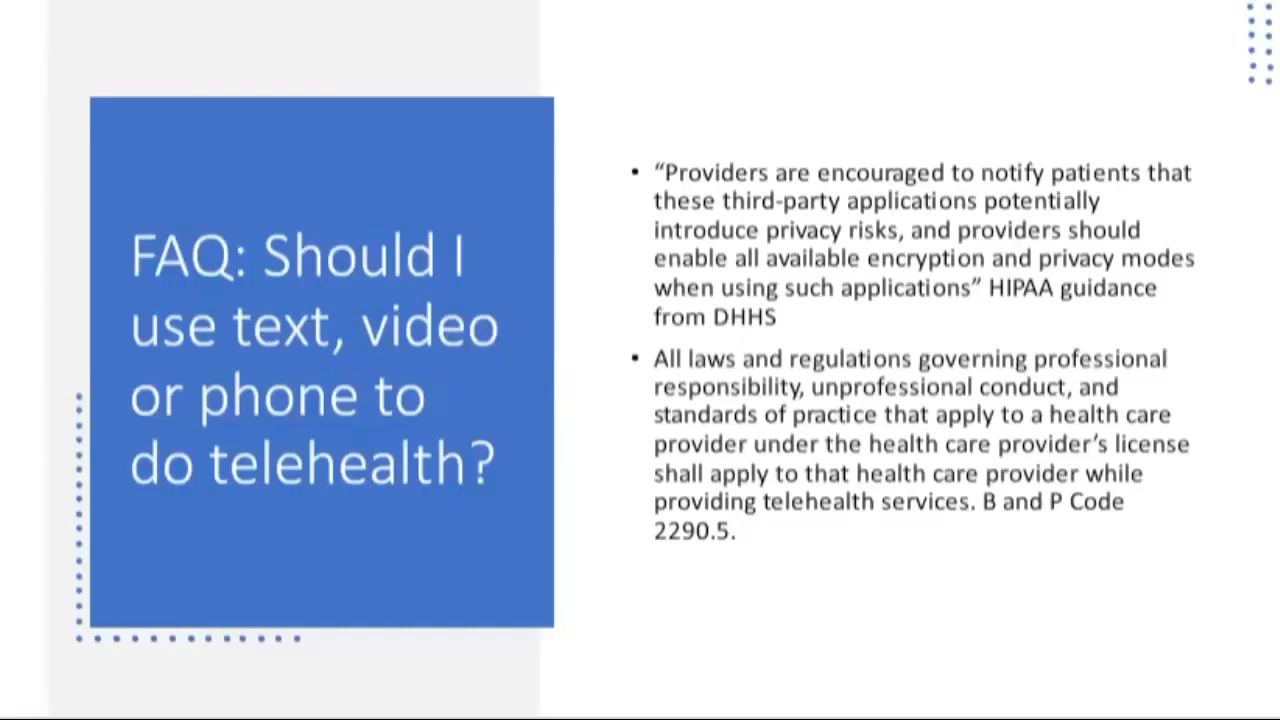 FAQ: Should I
use text, video
or phone to
do telehealth?
• “Providers are encouraged to notify patients that
these third-party applications potentially
introduce privacy risks, and providers should
enable all available encryption and privacy modes
when using such applications” HIPAA guidance
from DHHS
• All laws and regulations governing professional
responsibility, unprofessional conduct, and
standards of practice that apply to a health care
provider under the health care provider’s license
shall apply to that health care provider while
providing telehealth services. B and P Code
2290.5.